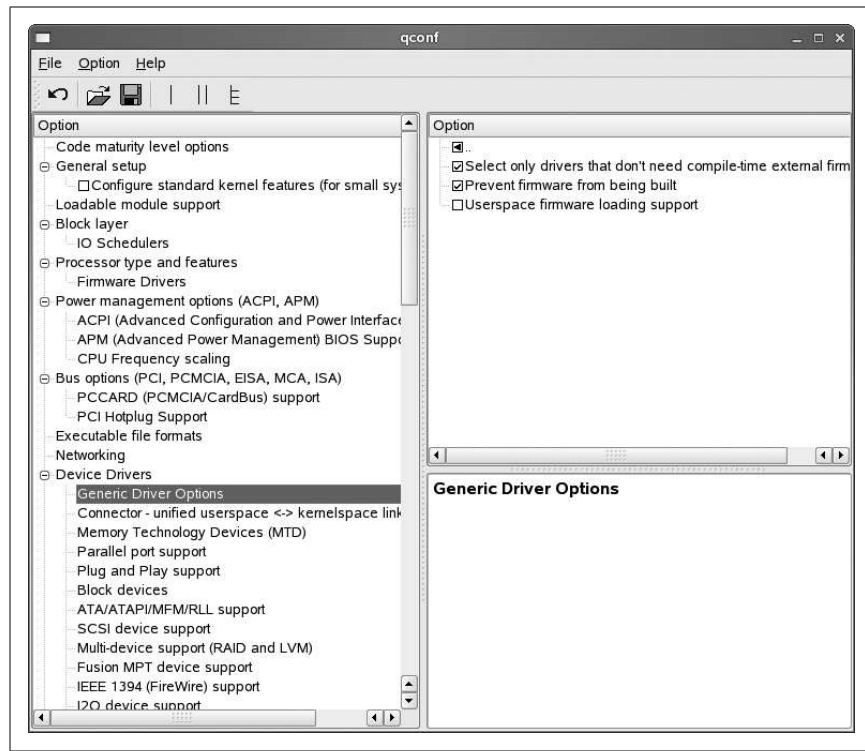 qconf
File Option Help
Option
Code maturity level options
General setup
Configure standard kernel features (for small sys
Loadable module support
Block layer
IO Schedulers
Processor type and features
Firmware Drivers
Power management options (ACPI, APM)
ACPI (Advanced Configuration and Power Interface
APM (Advanced Power Management) BIOS Suppo
CPU Frequency scaling
Bus options (PCI, PCMCIA, EISA, MCA, ISA)
PCCARD (PCMCIA/CardBus) support
PCI Hotplug Support
Executable file formats
Networking
Device Drivers
Generic Driver Options
Connector - unified userspace <-> kernelspace link
Memory Technology Devices (MTD)
Parallel port support
Plug and Play support
Block devices
ATA/ATAPI/MFM/RLL support
SCSI device support
Multi-device support (RAID and LVM)
Fusion MPT device support
IEEE 1394 (FireWire) support
I2O device support
Option
..
Select only drivers that don't need compile-time external firm
Prevent firmware from being built
Userspace firmware loading support
Generic Driver Options